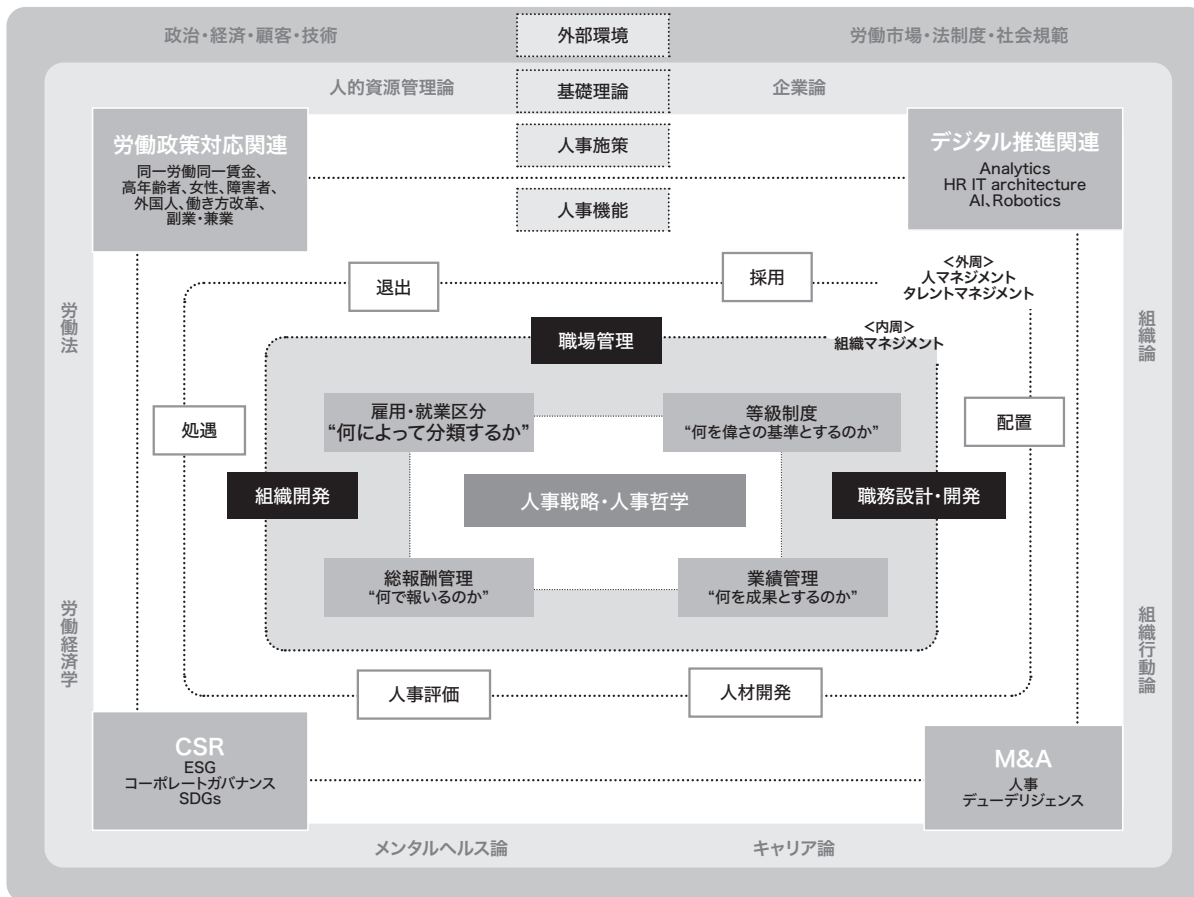 政治・経済・顧客・技術
外部環境
労働市場・法制度・社会規範
人的資源管理論
基礎理論
企業論
労働政策対応関連
同一労働同一賃金、
高年齢者、女性、障害者、
外国人、働き方改革、
副業・兼業
人事施策
人事機能
デジタル推進関連
Analytics
HR IT architecture
AI、Robotics
退出
採用
<外周>
人マネジメント
タレントマネジメント
労働法
組織論
職場管理
<内周>
組織マネジメント
雇用・就業区分
“何によって分類するか”
等級制度
“何を偉さの基準とするのか”
処遇
配置
組織開発
人事戦略・人事哲学
職務設計・開発
総報酬管理
“何で報いるのか”
業績管理
“何を成果とするのか”
労働経済学
組織行動論
人事評価
人材開発
CSR
ESG
コーポレートガバナンス
SDGs
M&A
人事
デューデリジェンス
メンタルヘルス論
キャリア論